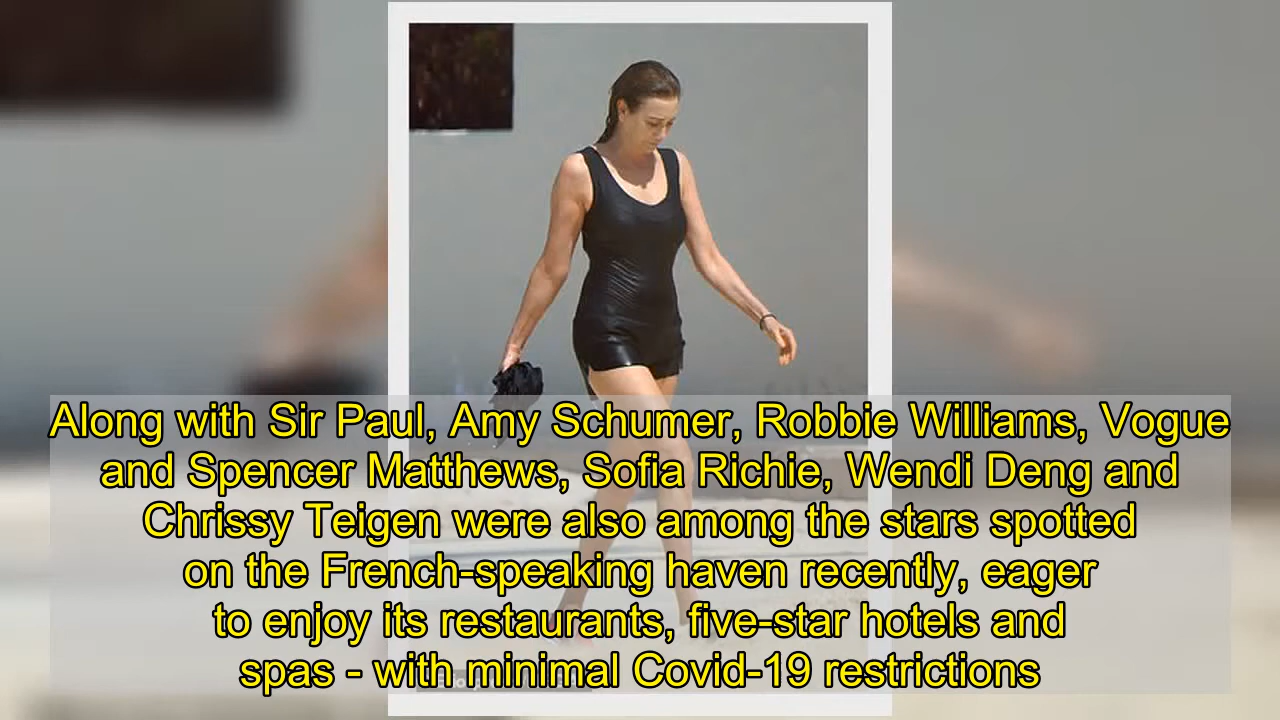 Along with Sir Paul, Amy Schumer, Robbie Williams, Vogue
and Spencer Matthews, Sofia Richie, Wendi Deng and
Chrissy Teigen were also among the stars spotted
on the French-speaking haven recently, eager
to enjoy its restaurants, five-star hotels and
spas - with minimal Covid-19 restrictions